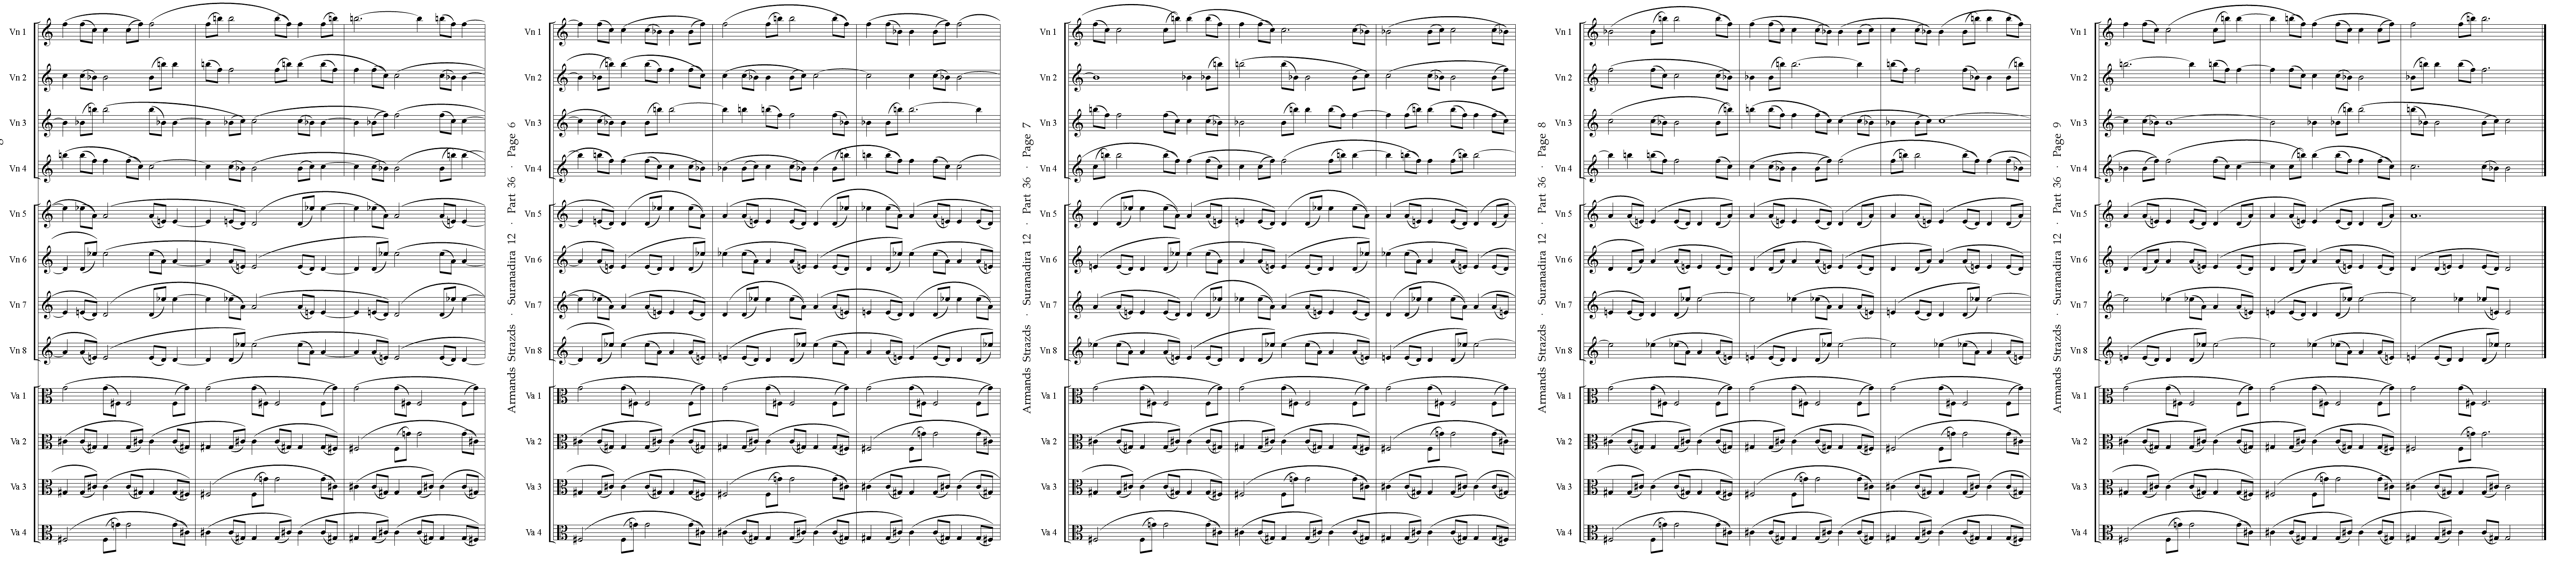 Vn 1
Vn 2
Vn 3
Vn 4
Vn 5
Vn 6
Vn 7
Vn 8
Va 1
Va 2
Va 3
Va 4
Armands Strazds · Suranadira 12 · Part 36 · Page 6
Vn 1
Vn 2
Vn 3
Vn 4
Vn 5
Vn 6
Vn 7
Vn 8
Va 1
Va 2
Va 3
Va 4
Armands Strazds · Suranadira 12 · Part 36 · Page 7
Vn 1
Vn 2
Vn 3
Vn 4
Vn 5
Vn 6
Vn 7
Vn 8
Va 1
Va 2
Va 3
Va 4
Armands Strazds · Suranadira 12 · Part 36 · Page 8
Vn 1
Vn 2
Vn 3
Vn 4
Vn 5
Vn 6
Vn 7
Vn 8
Va 1
Va 2
Va 3
Va 4
Armands Strazds · Suranadira 12 · Part 36 · Page 9
Vn 1
Vn 2
Vn 3
Vn 4
Vn 5
Vn 6
Vn 7
Vn 8
Va 1
Va 2
Va 3
Va 4